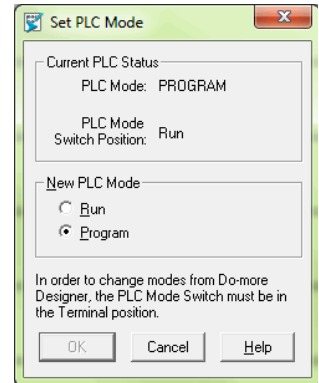 Set PLC Mode
Current PLC Status
PLC Mode: PROGRAM
PLC Mode
Switch Position: Run
New PLC Mode
Run
Program
In order to change modes from Do-more
Designer, the PLC Mode Switch must be in
the Terminal position.
OK Cancel Help